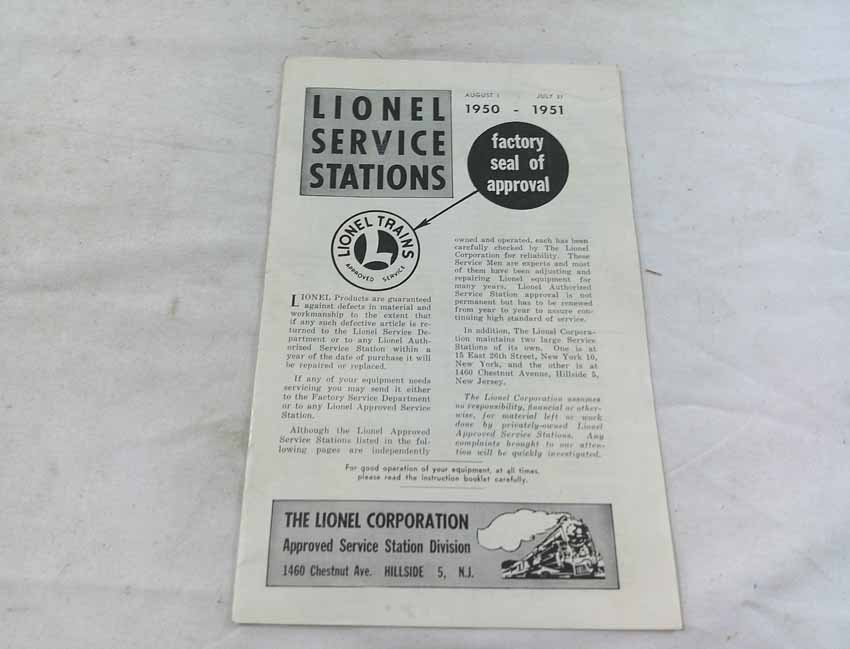 LIONEL
SERVICE
STATIONS
AUGUST 1 JULY 31
1950 - 1951
factory
seal of
approval
LIONEL TRAINS
APPROVED SERVICE
L
LIONEL Products are guaranteed
against defects in material and
workmanship to the extent that
if any such defective article is re-
turned to the Lionel Service De-
partment or to any Lionel Auth-
orized Service Station within a
year of the date of purchase it will
be repaired or replaced.
If any of your equipment needs
servicing you may send it either
to the Factory Service Department
or to any Lionel Approved Service
Station.
Although the Lionel Approved
Service Stations listed in the fol-
lowing pages are independently
owned and operated, each has been
carefully checked by The Lionel
Corporation for reliability. These
Service Men are experts and most
of them have been adjusting and
repairing Lionel equipment for
many years. Lionel Authorized
Service Station approval is not
permanent but has to be renewed
from year to year to assure con-
tinuing high standard of service.
In addition, The Lionel Corpora-
tion maintains two large Service
Stations of its own. One is at
15 East 26th Street, New York 10,
New York, and the other is at
1460 Chestnut Avenue, Hillside 5,
New Jersey.
The Lionel Corporation assumes
no responsibility, financial or other-
wise, for material left or work
done by privately-owned Lionel
Approved Service Stations. Any
complaints brought to our atten-
tion will be quickly investigated.
For good operation of your equipment, at all times,
please read the instruction booklet carefully.
THE LIONEL CORPORATION
Approved Service Station Division
1460 Chestnut Ave. HILLSIDE 5, N.J.